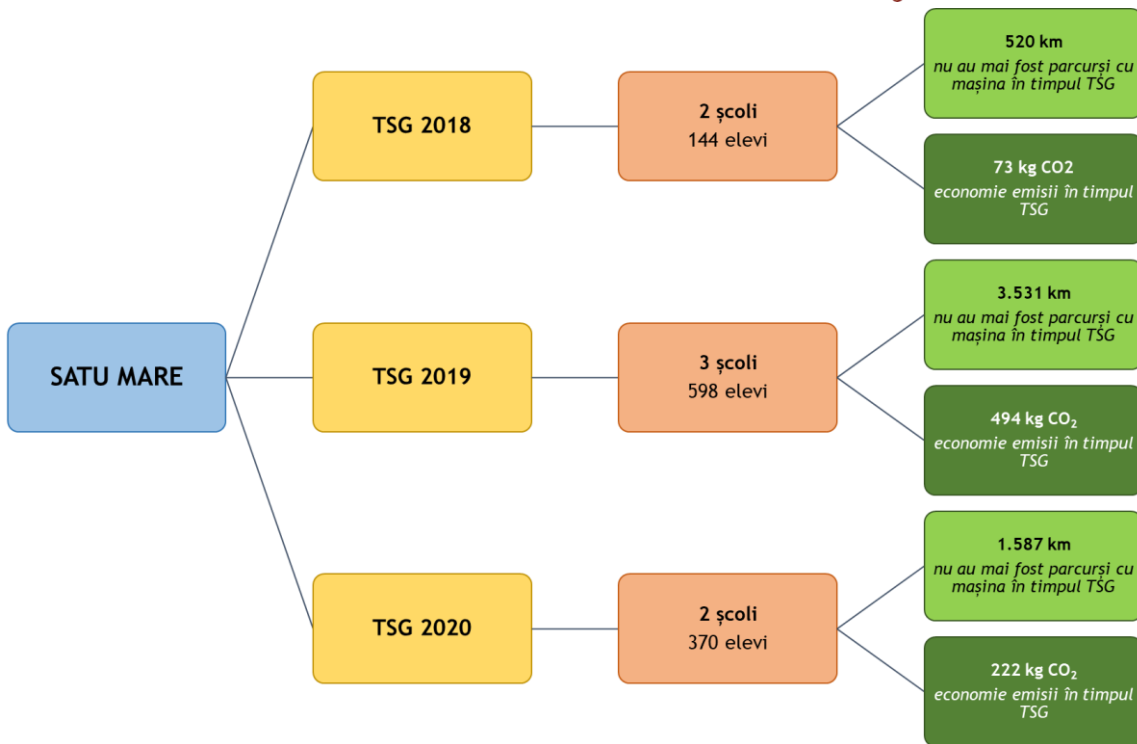 SATU MARE
TSG 2018
2 școli
144 elevi
520 km
nu au mai fost parcurși cu
mașina în timpul TSG
73 kg CO2
economie emisii în timpul
TSG
TSG 2019
3 școli
598 elevi
3.531 km
nu au mai fost parcurși cu
mașina în timpul TSG
494 kg CO₂
economie emisii în timpul
TSG
TSG 2020
2 școli
370 elevi
1.587 km
nu au mai fost parcurși cu
mașina în timpul TSG
222 kg CO₂
economie emisii în timpul
TSG